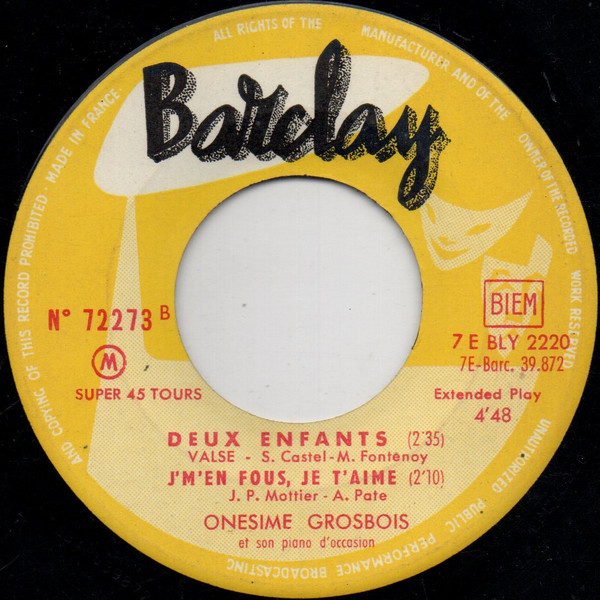 ALL RIGHTS OF THE MANUFACTURER AND OF THE OWNER OF THE RECORDED WORK RESERVED.
UNAUTHORIZED PUBLIC PERFORMANCE BROADCASTING AND COPYING OF THIS RECORD PROHIBITED · MADE IN FRANCE·
Barclay
N° 72273 B
M
SUPER 45 TOURS
BIEM
7 E BLY 2220
7E-Barc. 39.872
Extended Play
4'48
DEUX ENFANTS (2'35)
VALSE - S. Castel-M. Fontenoy
J'M'EN FOUS, JE T'AIME (2'10)
J. P. Mottier - A. Pate
ONESIME GROSBOIS
et son piano d'occasion